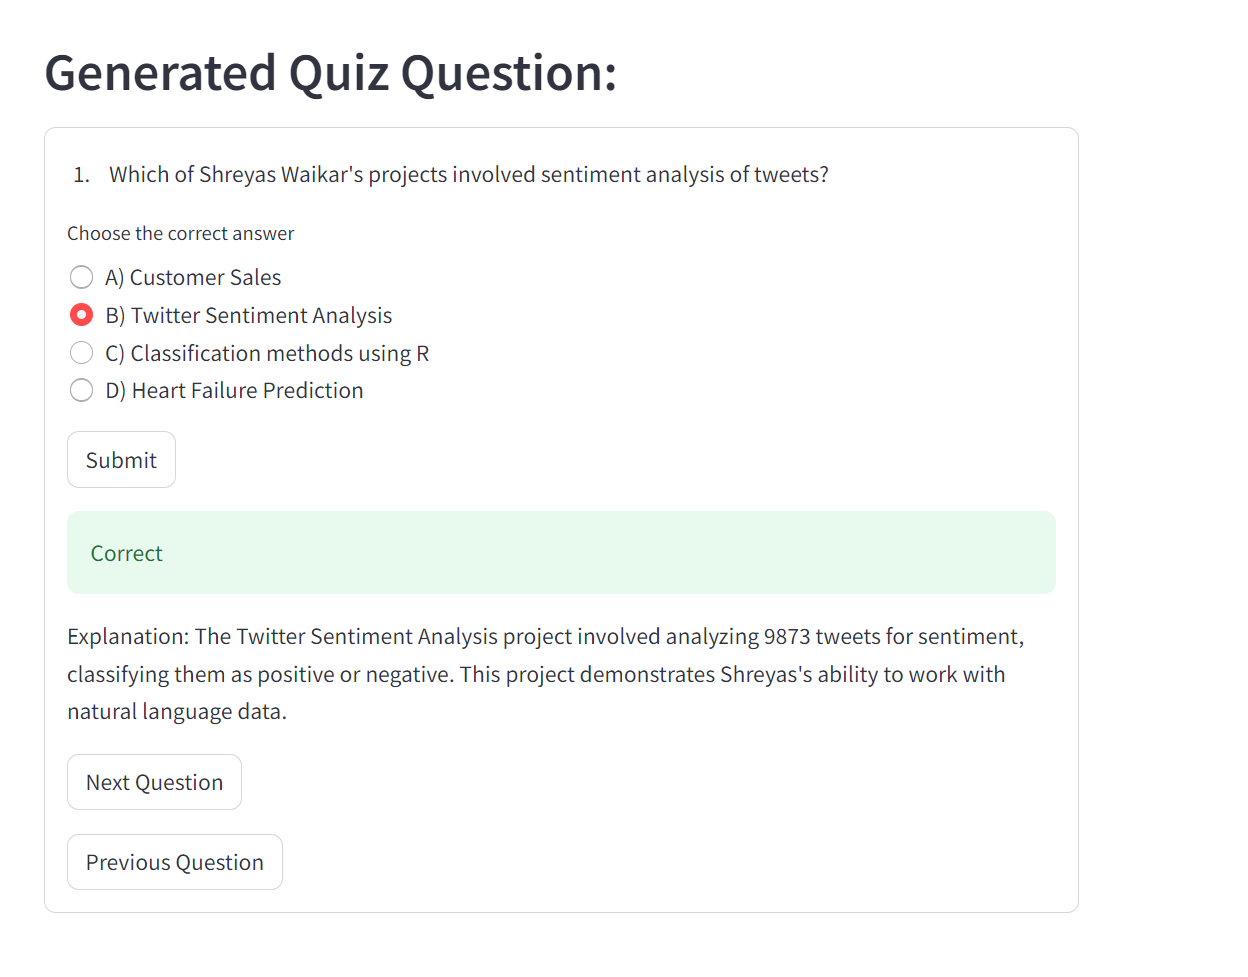 Generated Quiz Question:
1. Which of Shreyas Waikar's projects involved sentiment analysis of tweets?
Choose the correct answer
A) Customer Sales
B) Twitter Sentiment Analysis
C) Classification methods using R
D) Heart Failure Prediction
Submit
Correct
Explanation: The Twitter Sentiment Analysis project involved analyzing 9873 tweets for sentiment,
classifying them as positive or negative. This project demonstrates Shreyas's ability to work with
natural language data.
Next Question
Previous Question